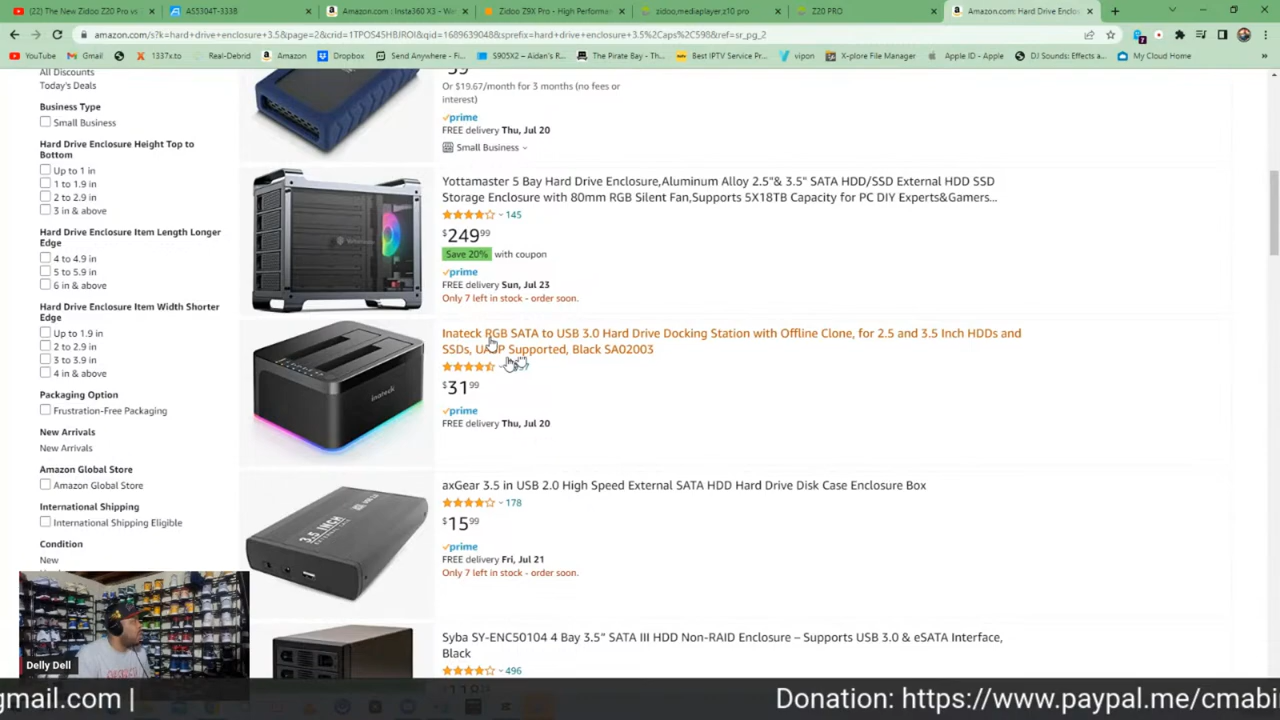 (22) The New Zidoo Z20 Pro vs
AS5304T-333B
Amazon.com : Insta360 X3 - We
Zidoo Z9X Pro - High Performan
zidoo.mediaplayer.z10 pro
Z20 PRO
Amazon.com: Hard Drive Enclos
amazon.com/s?k=hard+drive+enclosure+3.5&page=2&crid=1TPOS45HBJROI&qid=1689639048&sprefix=hard+drive+enclosure+3.5%2Caps%2C598&ref=sr_pg_2
YouTube
Gmail
1337x.to
Real-Debrid
Amazon
Dropbox
Send Anywhere - Fi...
S905X2 – Aidan's R...
The Pirate Bay - Th...
Best IPTV Service Pr...
vipon
X-plore File Manager
Apple ID - Apple
DJ Sounds: Effects a...
My Cloud Home
All Discounts
Today's Deals
Business Type
Small Business
Hard Drive Enclosure Height Top to
Bottom
Up to 1 in
1 to 1.9 in
2 to 2.9 in
3 in & above
Hard Drive Enclosure Item Length Longer
Edge
4 to 4.9 in
5 to 5.9 in
6 in & above
Hard Drive Enclosure Item Width Shorter
Edge
Up to 1.9 in
2 to 2.9 in
3 to 3.9 in
4 in & above
Packaging Option
Frustration-Free Packaging
New Arrivals
New Arrivals
Amazon Global Store
Amazon Global Store
International Shipping
International Shipping Eligible
Condition
New
Or $19.67/month for 3 months (no fees or
interest)
prime
FREE delivery Thu, Jul 20
Small Business
Yottamaster 5 Bay Hard Drive Enclosure,Aluminum Alloy 2.5"& 3.5" SATA HDD/SSD External HDD SSD
Storage Enclosure with 80mm RGB Silent Fan,Supports 5X18TB Capacity for PC DIY Experts&Gamers...
145
$249.99
Save 20% with coupon
prime
FREE delivery Sun, Jul 23
Only 7 left in stock - order soon.
Inateck RGB SATA to USB 3.0 Hard Drive Docking Station with Offline Clone, for 2.5 and 3.5 Inch HDDs and
SSDs, UASP Supported, Black SA02003
inateck
$31.99
prime
FREE delivery Thu, Jul 20
axGear 3.5 in USB 2.0 High Speed External SATA HDD Hard Drive Disk Case Enclosure Box
3.5 INCH
178
$15.99
prime
FREE delivery Fri, Jul 21
Only 7 left in stock - order soon.
Syba SY-ENC50104 4 Bay 3.5" SATA III HDD Non-RAID Enclosure – Supports USB 3.0 & eSATA Interface,
Black
496
Delly Dell
gmail.com |
Donation: https://www.paypal.me/cmabi